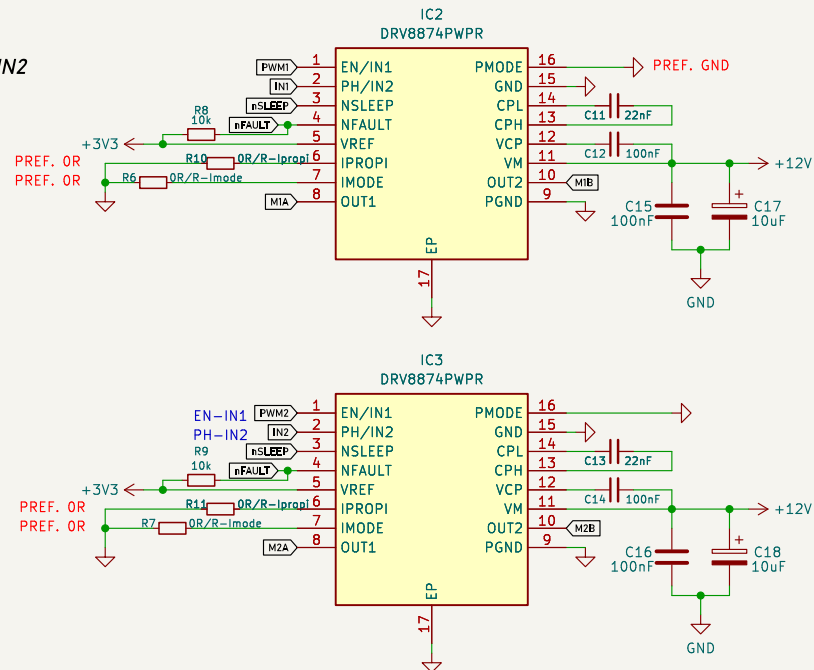 IN2
IC2
DRV8874PWPR
PWM1 1 EN/IN1 PMODE 16 PREF. GND
IN1 2 PH/IN2 GND 15
nSLEEP 3 NSLEEP CPL 14 C11 22nF
R8
10k
nFAULT 4 NFAULT CPH 13
+3V3 5 VREF VCP 12 C12 100nF
PREF. 0R R10 0R/R-Ipropi 6 IPROPI VM 11 +12V
PREF. 0R R6 0R/R-Imode 7 IMODE OUT2 10 M1B
M1A 8 OUT1 PGND 9
C15
100nF
+
C17
10uF
EP
17
GND
IC3
DRV8874PWPR
EN-IN1 PWM2 1 EN/IN1 PMODE 16
PH-IN2 IN2 2 PH/IN2 GND 15
nSLEEP 3 NSLEEP CPL 14 C13 22nF
R9
10k
nFAULT 4 NFAULT CPH 13
+3V3 5 VREF VCP 12 C14 100nF
PREF. 0R R11 0R/R-Ipropi 6 IPROPI VM 11 +12V
PREF. 0R R7 0R/R-Imode 7 IMODE OUT2 10 M2B
M2A 8 OUT1 PGND 9
C16
100nF
+
C18
10uF
EP
17
GND